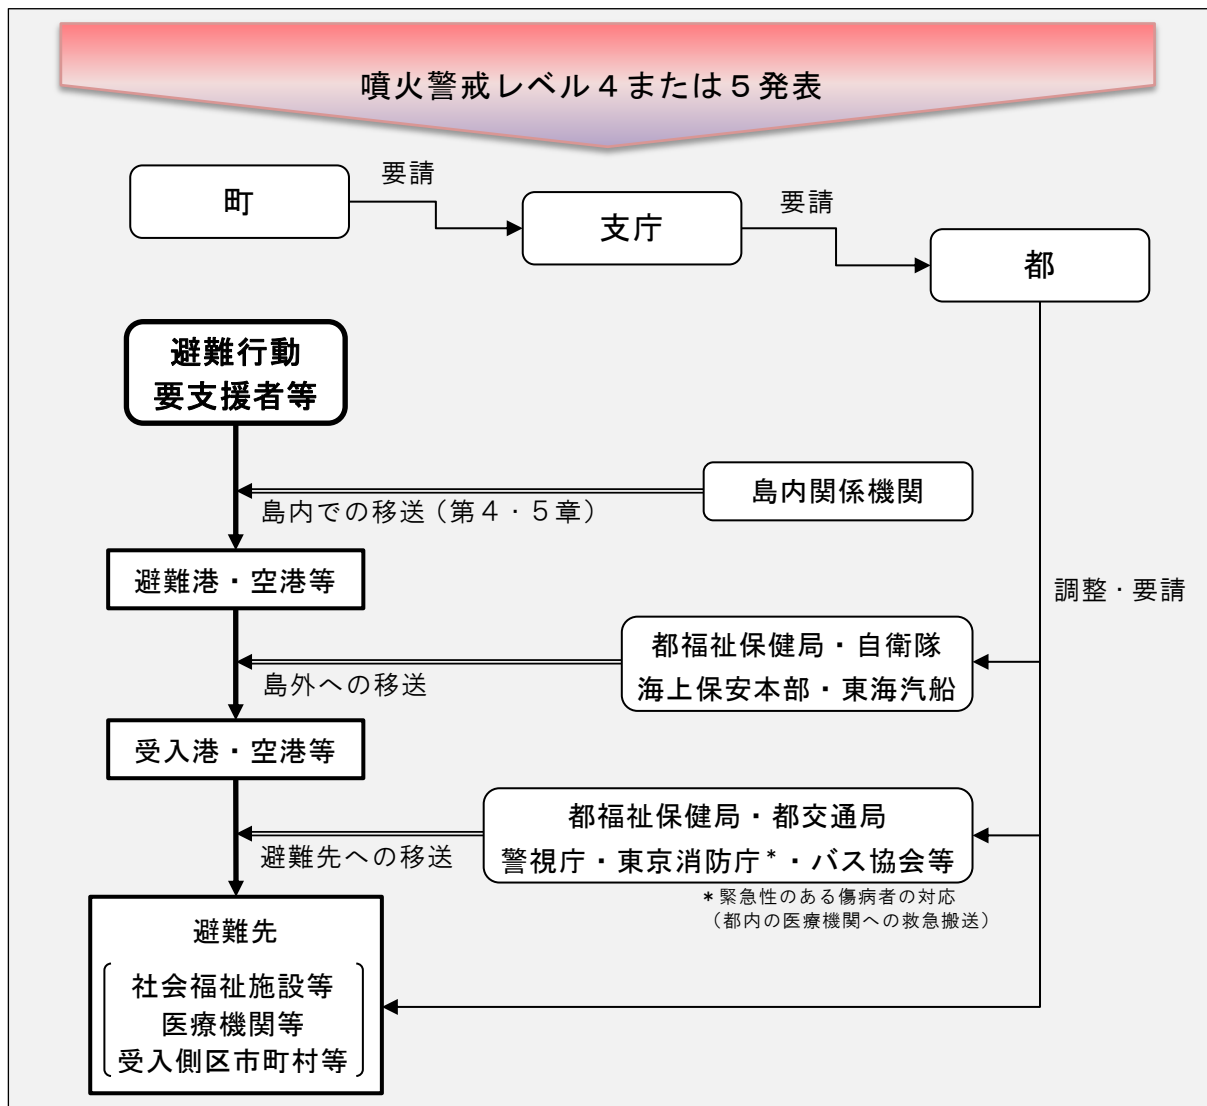 噴火警戒レベル４または５発表
町
要請
支庁
要請
都
避難行動
要支援者等
島内関係機関
島内での移送（第４・５章）
避難港・空港等
調整・要請
都福祉保健局・自衛隊
海上保安本部・東海汽船
島外への移送
受入港・空港等
都福祉保健局・都交通局
警視庁・東京消防庁*・バス協会等
避難先への移送
*緊急性のある傷病者の対応
（都内の医療機関への救急搬送）
避難先
社会福祉施設等
医療機関等
受入側区市町村等